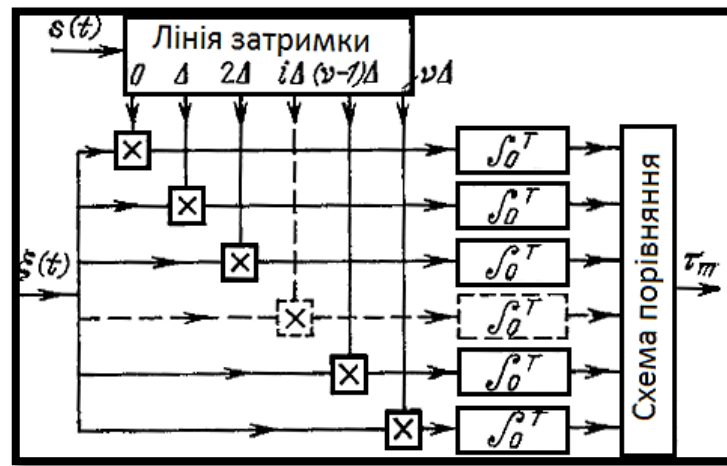 s(t)
Лінія затримки
0 Δ 2Δ iΔ (ν-1)Δ νΔ
×
∫₀ᵀ
×
∫₀ᵀ
×
∫₀ᵀ
ξ(t)
τₘ
×
∫₀ᵀ
×
∫₀ᵀ
×
∫₀ᵀ
Схема порівняння